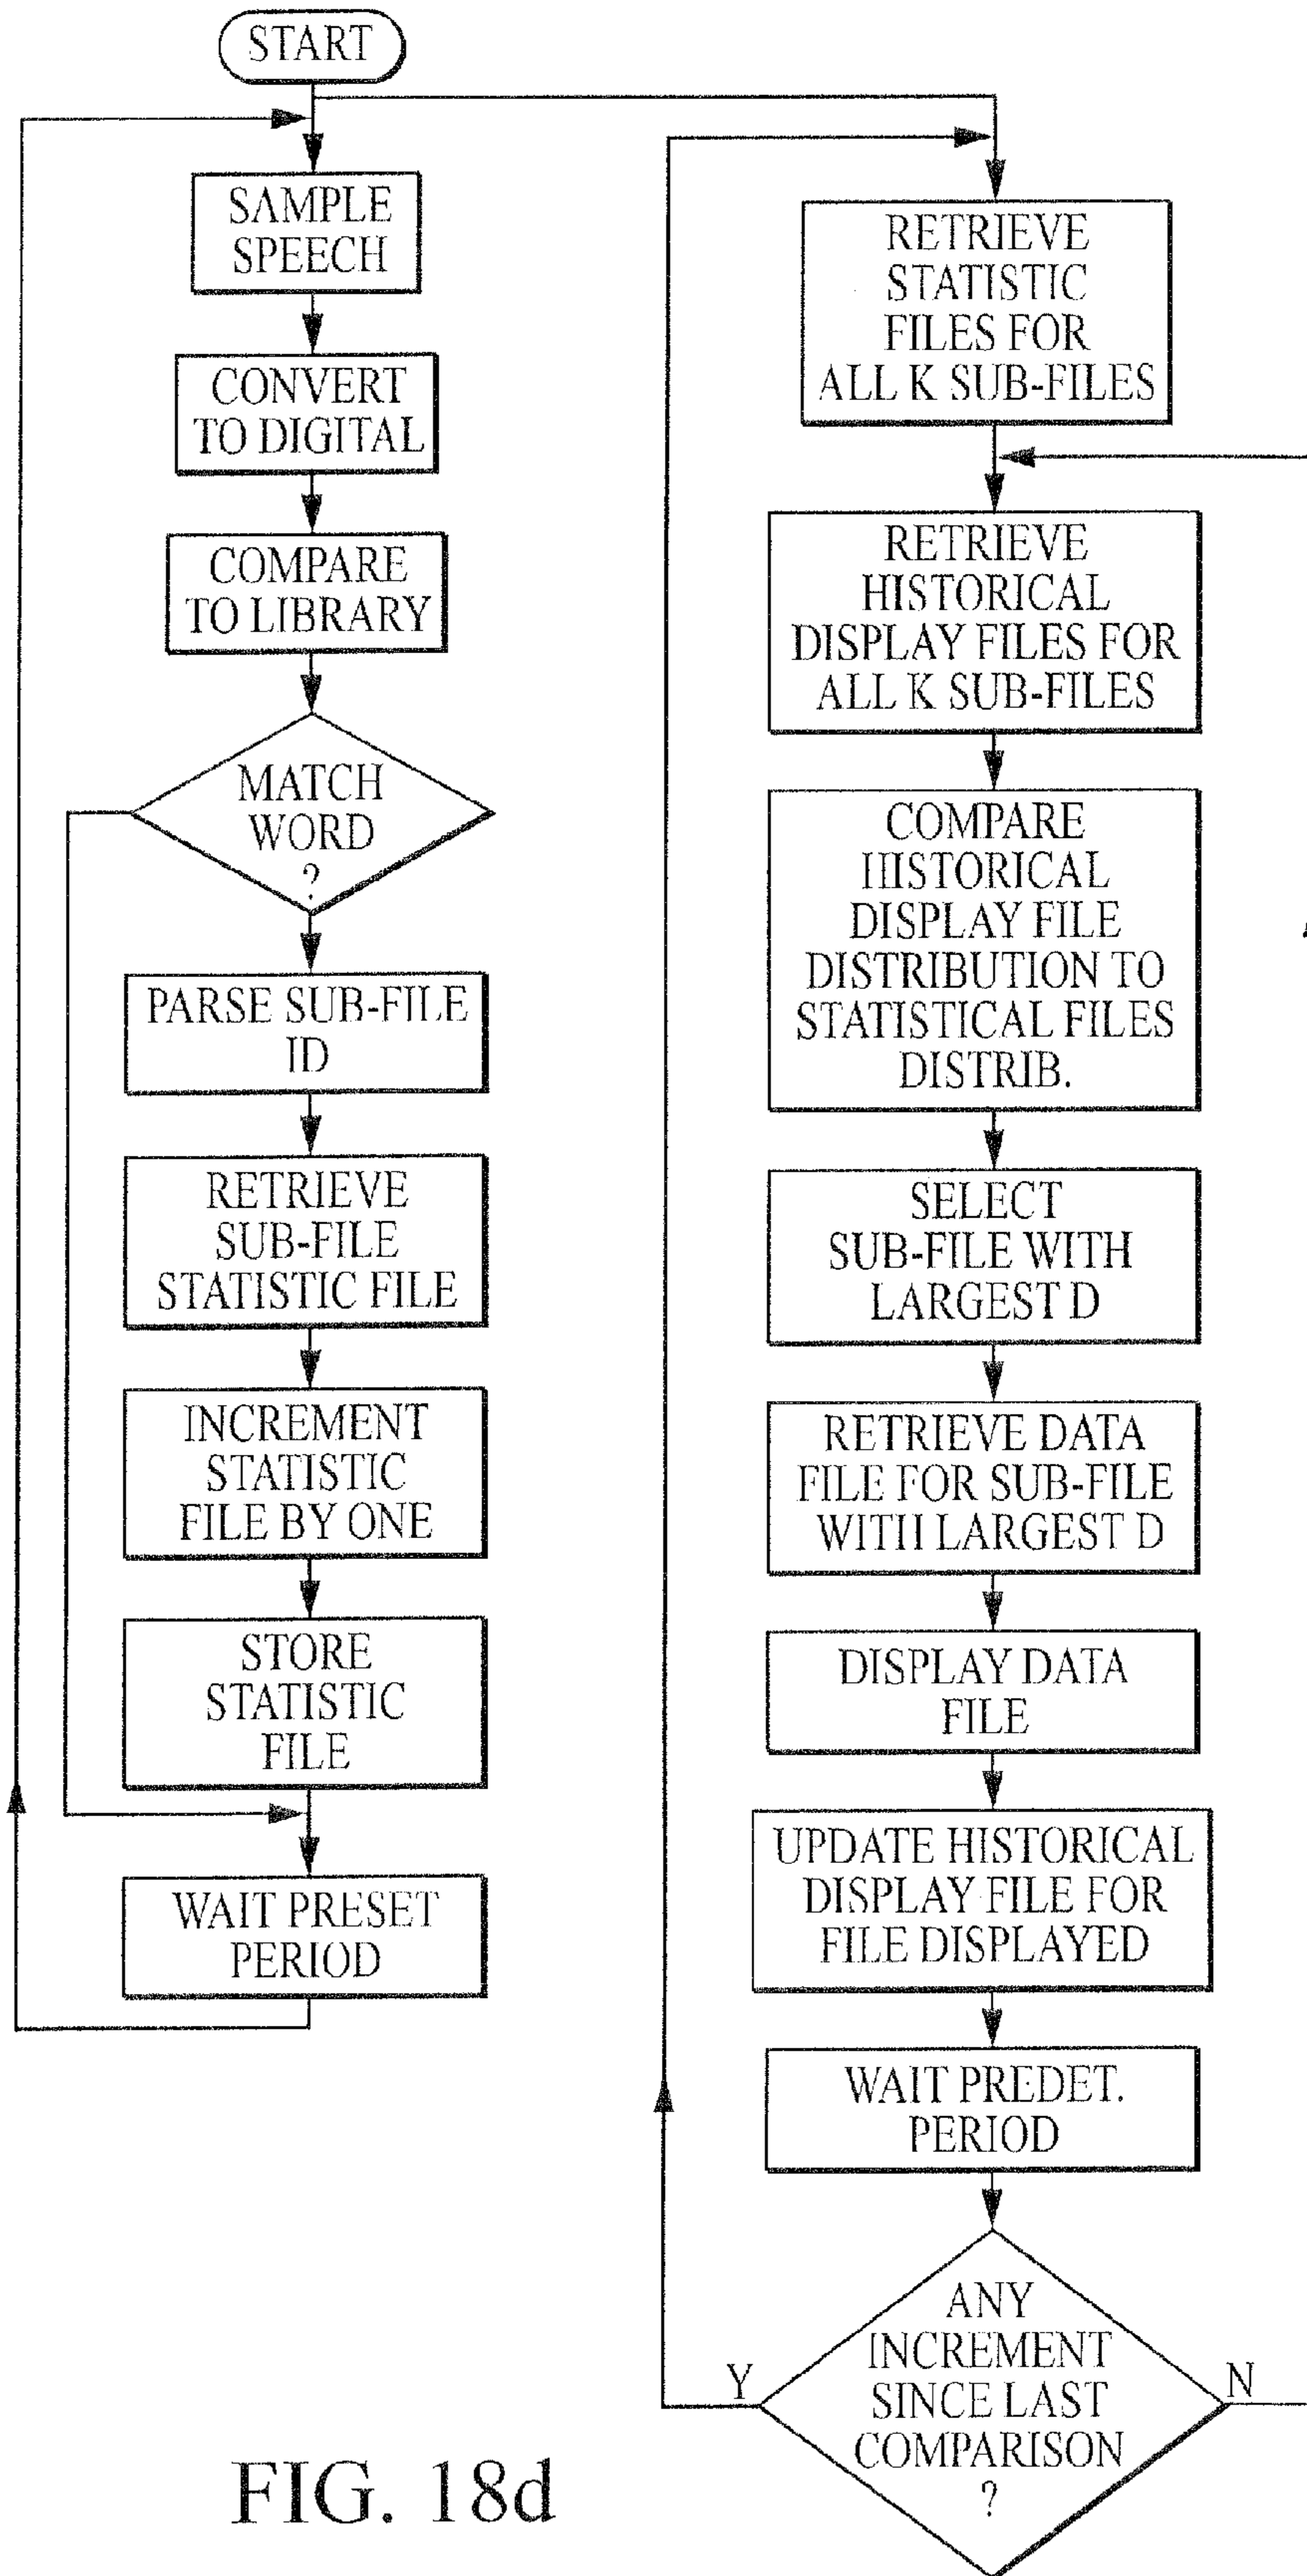 START
SAMPLE
SPEECH
CONVERT
TO DIGITAL
COMPARE
TO LIBRARY
MATCH
WORD
?
PARSE SUB-FILE
ID
RETRIEVE
SUB-FILE
STATISTIC FILE
INCREMENT
STATISTIC
FILE BY ONE
STORE
STATISTIC
FILE
WAIT PRESET
PERIOD
RETRIEVE
STATISTIC
FILES FOR
ALL K SUB-FILES
RETRIEVE
HISTORICAL
DISPLAY FILES FOR
ALL K SUB-FILES
COMPARE
HISTORICAL
DISPLAY FILE
DISTRIBUTION TO
STATISTICAL FILES
DISTRIB.
SELECT
SUB-FILE WITH
LARGEST D
RETRIEVE DATA
FILE FOR SUB-FILE
WITH LARGEST D
DISPLAY DATA
FILE
UPDATE HISTORICAL
DISPLAY FILE FOR
FILE DISPLAYED
WAIT PREDET.
PERIOD
ANY
INCREMENT
SINCE LAST
COMPARISON
?
Y
N
FIG. 18d